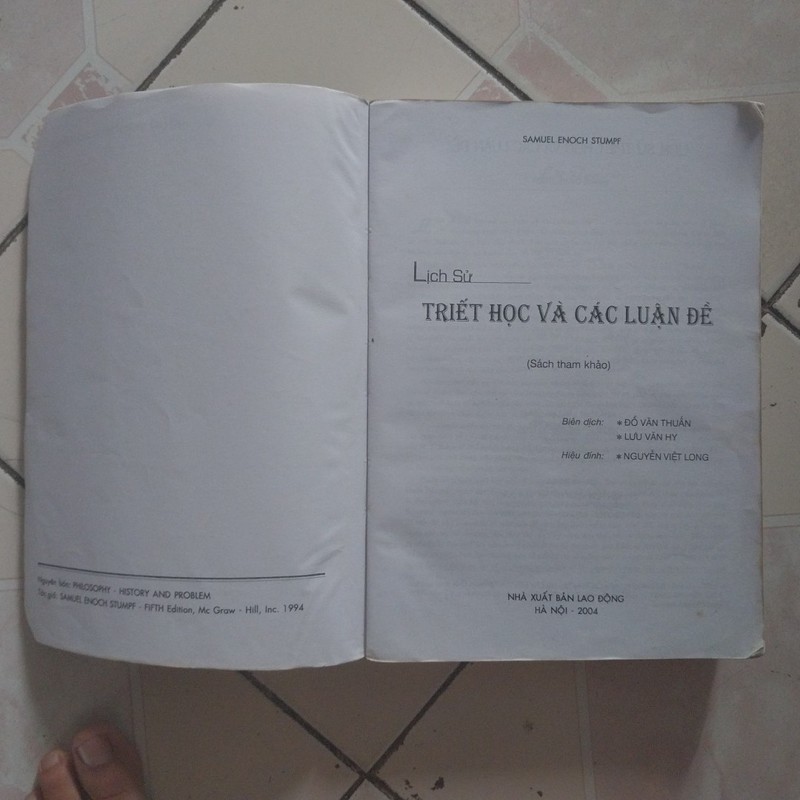 Nguyên bản: PHILOSOPHY - HISTORY AND PROBLEM
Tác giả: SAMUEL ENOCH STUMPF - FIFTH Edition, Mc Graw - Hill, Inc. 1994
SAMUEL ENOCH STUMPF
Lịch Sử
TRIẾT HỌC VÀ CÁC LUẬN ĐỀ
(Sách tham khảo)
Biên dịch: * ĐỖ VĂN THUẤN
* LƯU VĂN HY
Hiệu đính: * NGUYỄN VIỆT LONG
NHÀ XUẤT BẢN LAO ĐỘNG
HÀ NỘI - 2004